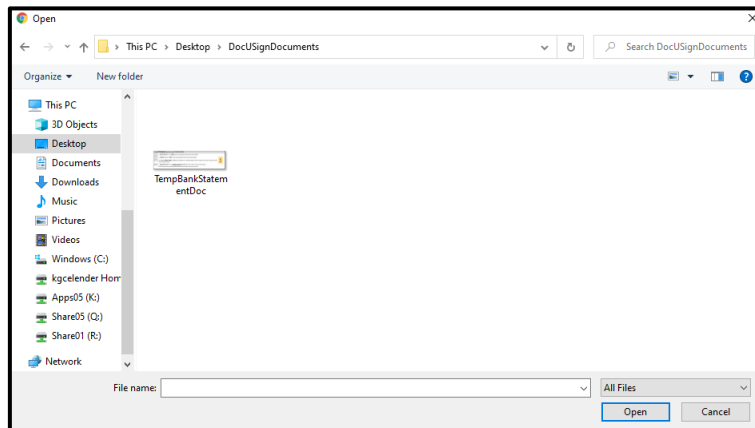 Open
This PC > Desktop > DocUSignDocuments
Search DocUSignDocuments
Organize
New folder
This PC
3D Objects
Desktop
Documents
Downloads
Music
Pictures
Videos
Windows (C:)
kgcelender Hom
Apps05 (K:)
Share05 (Q:)
Share01 (R:)
Network
TempBankStatem
entDoc
File name:
All Files
Open
Cancel